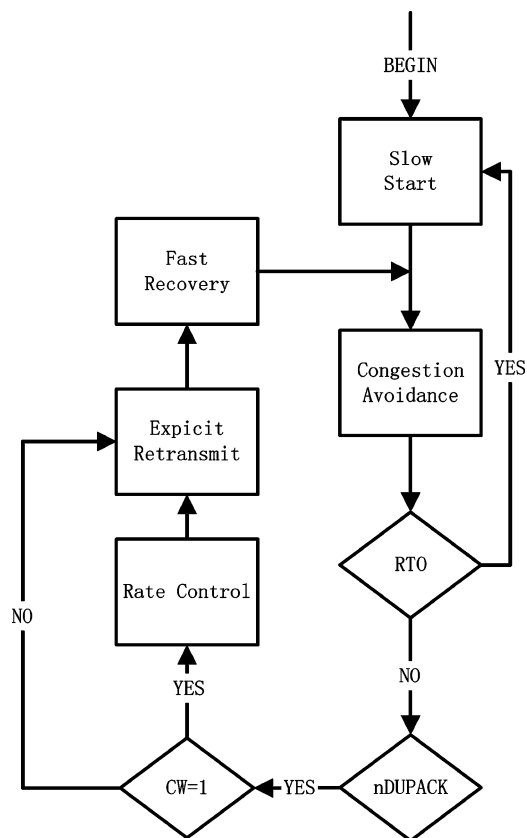 BEGIN
Slow
Start
Fast
Recovery
Congestion
Avoidance
YES
Expicit
Retransmit
RTO
Rate Control
NO
NO
YES
CW=1
YES
nDUPACK